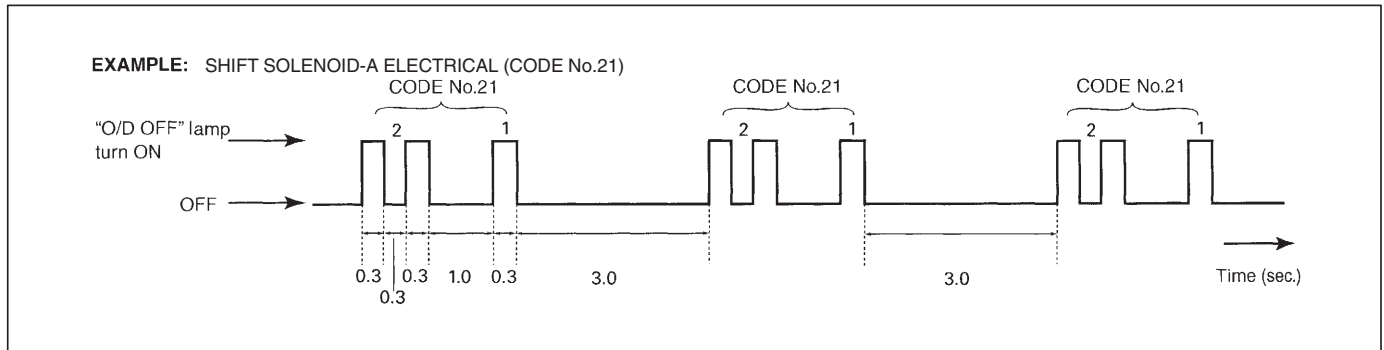 EXAMPLE: SHIFT SOLENOID-A ELECTRICAL (CODE No.21)
CODE No.21 CODE No.21 CODE No.21
"O/D OFF" lamp
turn ON
2 1 2 1 2 1
OFF
0.3 0.3 1.0 0.3 3.0 3.0 Time (sec.)
0.3